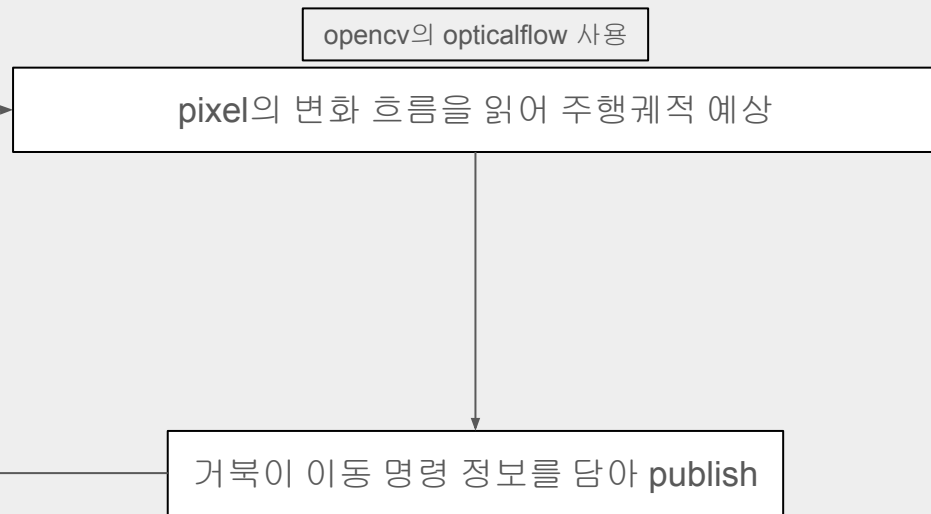 opencv의 opticalflow 사용
pixel의 변화 흐름을 읽어 주행궤적 예상
거북이 이동 명령 정보를 담아 publish